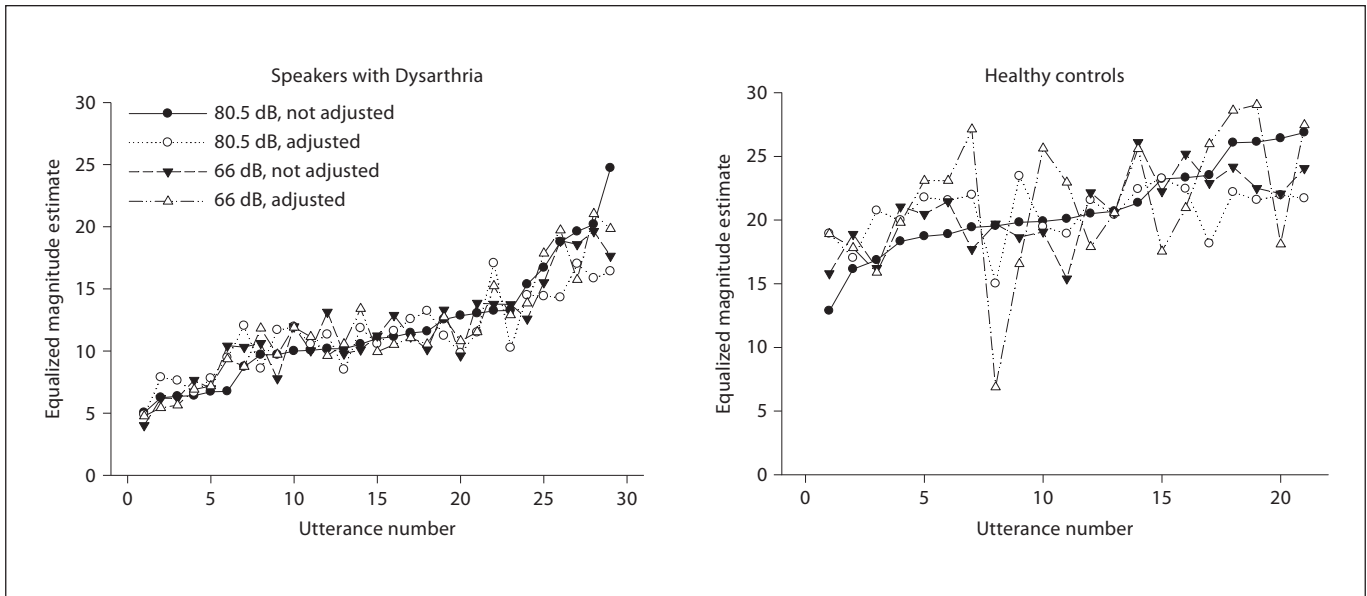 Speakers with Dysarthria
30
25
20
15
10
5
0
Equalized magnitude estimate
80.5 dB, not adjusted
80.5 dB, adjusted
66 dB, not adjusted
66 dB, adjusted
0 5 10 15 20 25 30
Utterance number
Healthy controls
30
25
20
15
10
5
0
Equalized magnitude estimate
0 5 10 15 20
Utterance number